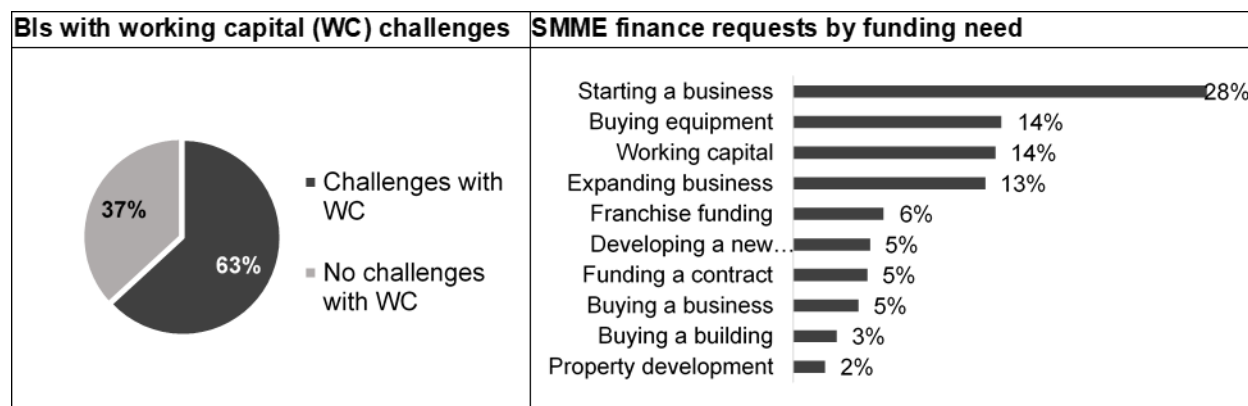 BIs with working capital (WC) challenges
37%
63%
Challenges with
WC
No challenges
with WC
SMME finance requests by funding need
Starting a business 28%
Buying equipment 14%
Working capital 14%
Expanding business 13%
Franchise funding 6%
Developing a new… 5%
Funding a contract 5%
Buying a business 5%
Buying a building 3%
Property development 2%